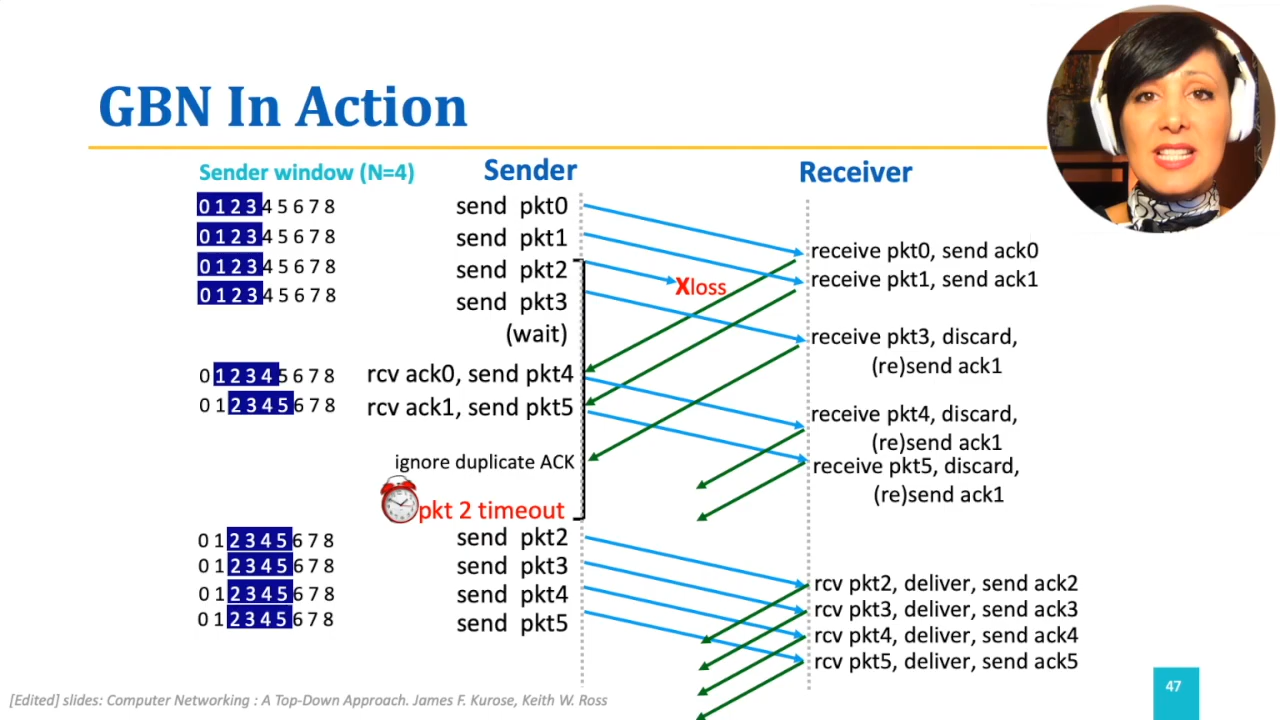 GBN In Action
Sender window (N=4) Sender Receiver
0 1 2 3 4 5 6 7 8 send pkt0
0 1 2 3 4 5 6 7 8 send pkt1
receive pkt0, send ack0
0 1 2 3 4 5 6 7 8 send pkt2
receive pkt1, send ack1
Xloss
0 1 2 3 4 5 6 7 8 send pkt3
(wait)
receive pkt3, discard,
(re)send ack1
0 1 2 3 4 5 6 7 8 rcv ack0, send pkt4
0 1 2 3 4 5 6 7 8 rcv ack1, send pkt5
receive pkt4, discard,
(re)send ack1
ignore duplicate ACK
receive pkt5, discard,
(re)send ack1
pkt 2 timeout
0 1 2 3 4 5 6 7 8 send pkt2
0 1 2 3 4 5 6 7 8 send pkt3
rcv pkt2, deliver, send ack2
0 1 2 3 4 5 6 7 8 send pkt4
rcv pkt3, deliver, send ack3
0 1 2 3 4 5 6 7 8 send pkt5
rcv pkt4, deliver, send ack4
rcv pkt5, deliver, send ack5
47
[Edited] slides: Computer Networking : A Top-Down Approach. James F. Kurose, Keith W. Ross